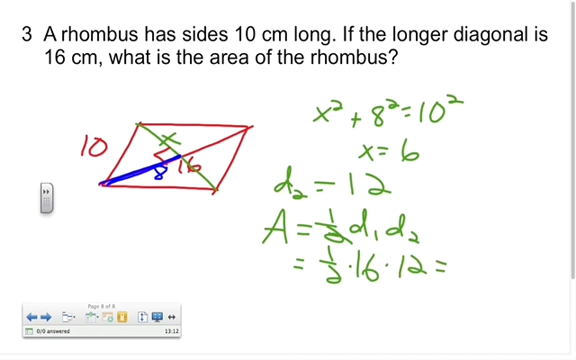 3 A rhombus has sides 10 cm long. If the longer diagonal is
16 cm, what is the area of the rhombus?
10
x
16
8
x² + 8² = 10²
x = 6
d₂ = 12
A = ½ d₁ d₂
= ½ · 16 · 12 =
Page 8 of 8
0/0 answered
13:12